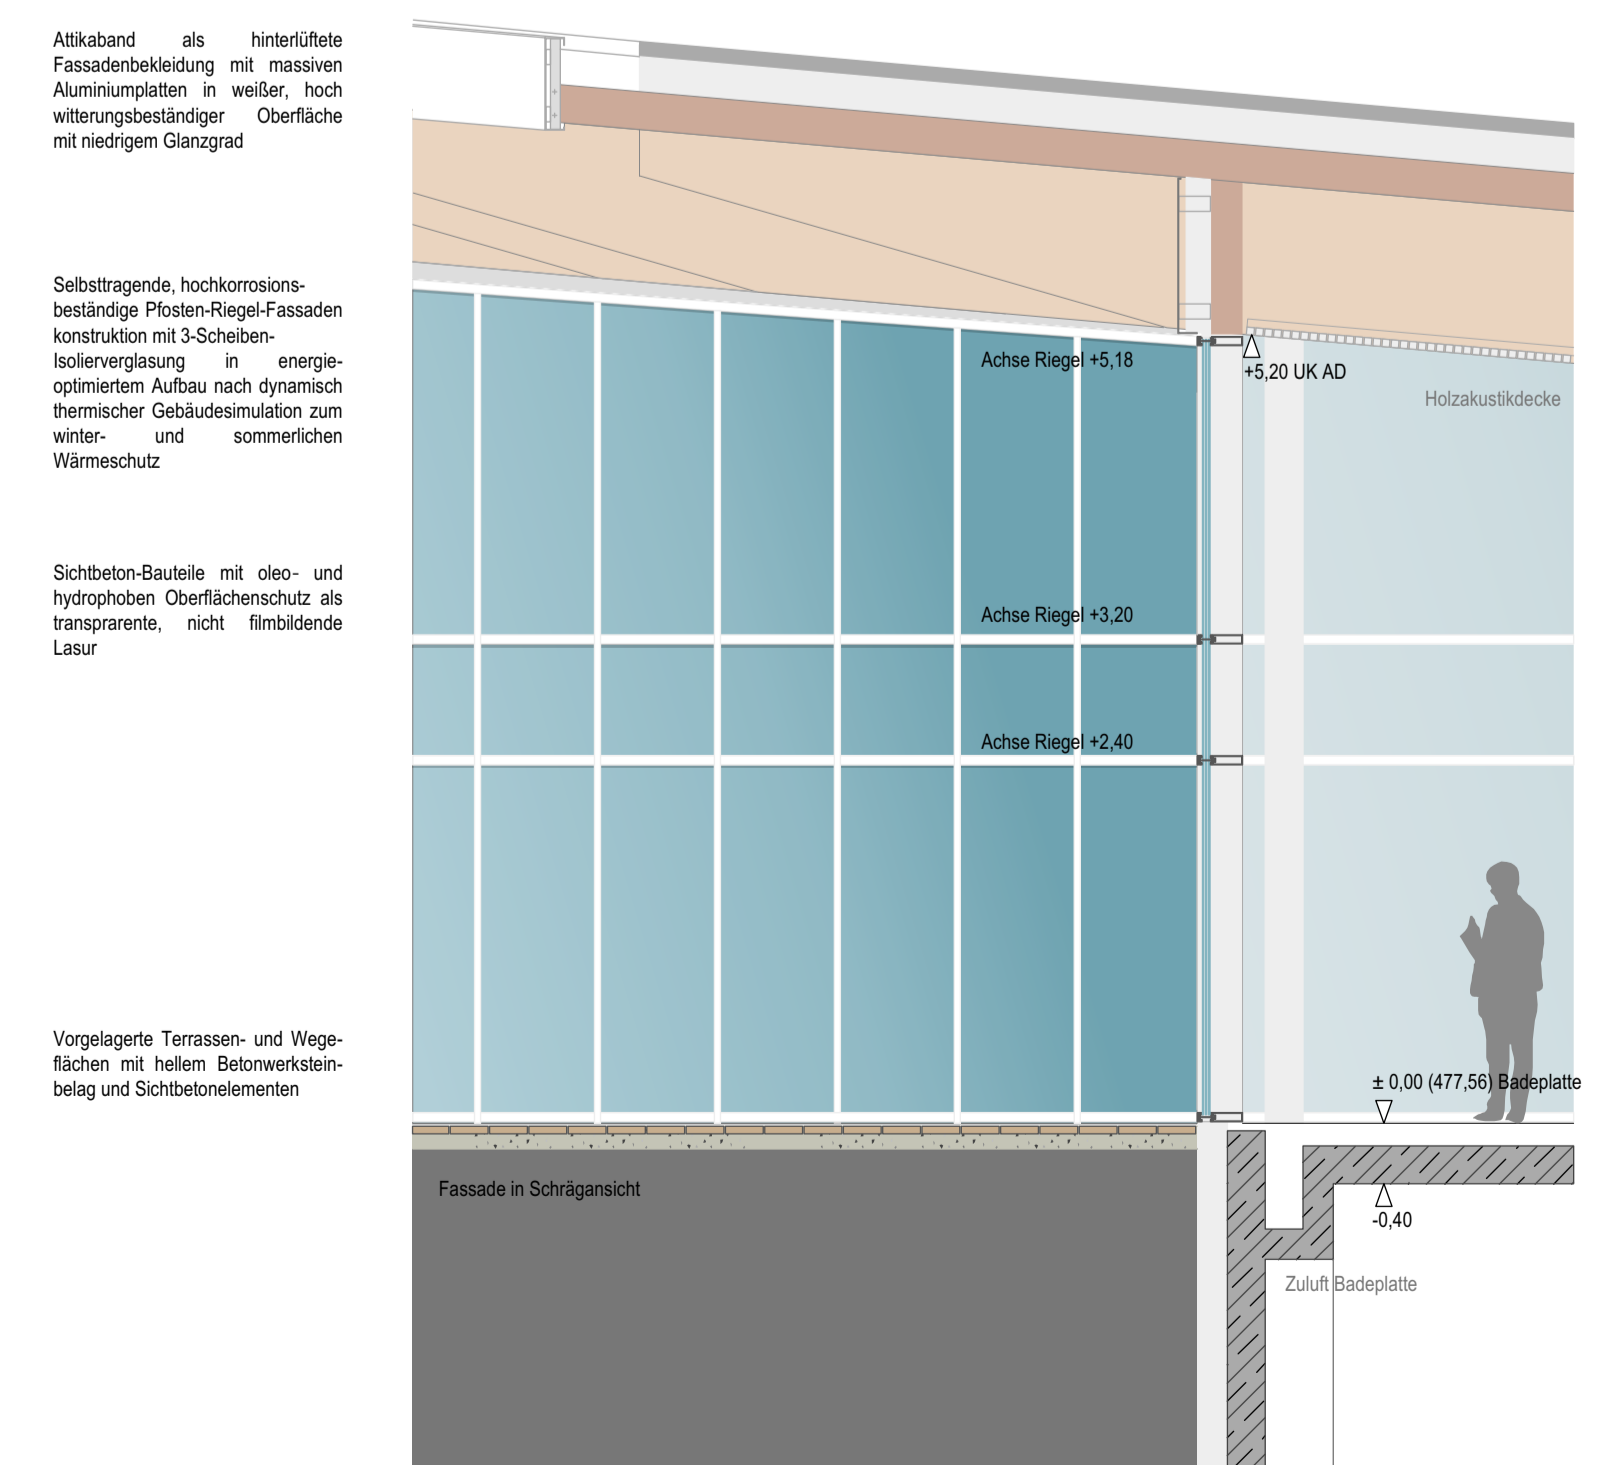 Attikaband als hinterlüftete
Fassadenbekleidung mit massiven
Aluminiumplatten in weißer, hoch
witterungsbeständiger Oberfläche
mit niedrigem Glanzgrad
Selbsttragende, hochkorrosions-
beständige Pfosten-Riegel-Fassaden
konstruktion mit 3-Scheiben-
Isolierverglasung in energie-
optimiertem Aufbau nach dynamisch
thermischer Gebäudesimulation zum
winter- und sommerlichen
Wärmeschutz
Sichtbeton-Bauteile mit oleo- und
hydrophoben Oberflächenschutz als
transprarente, nicht filmbildende
Lasur
Vorgelagerte Terrassen- und Wege-
flächen mit hellem Betonwerkstein-
belag und Sichtbetonelementen
Achse Riegel +5,18
+5,20 UK AD
Holzakustikdecke
Achse Riegel +3,20
Achse Riegel +2,40
± 0,00 (477,56) Badeplatte
Fassade in Schrägansicht
-0,40
Zuluft Badeplatte